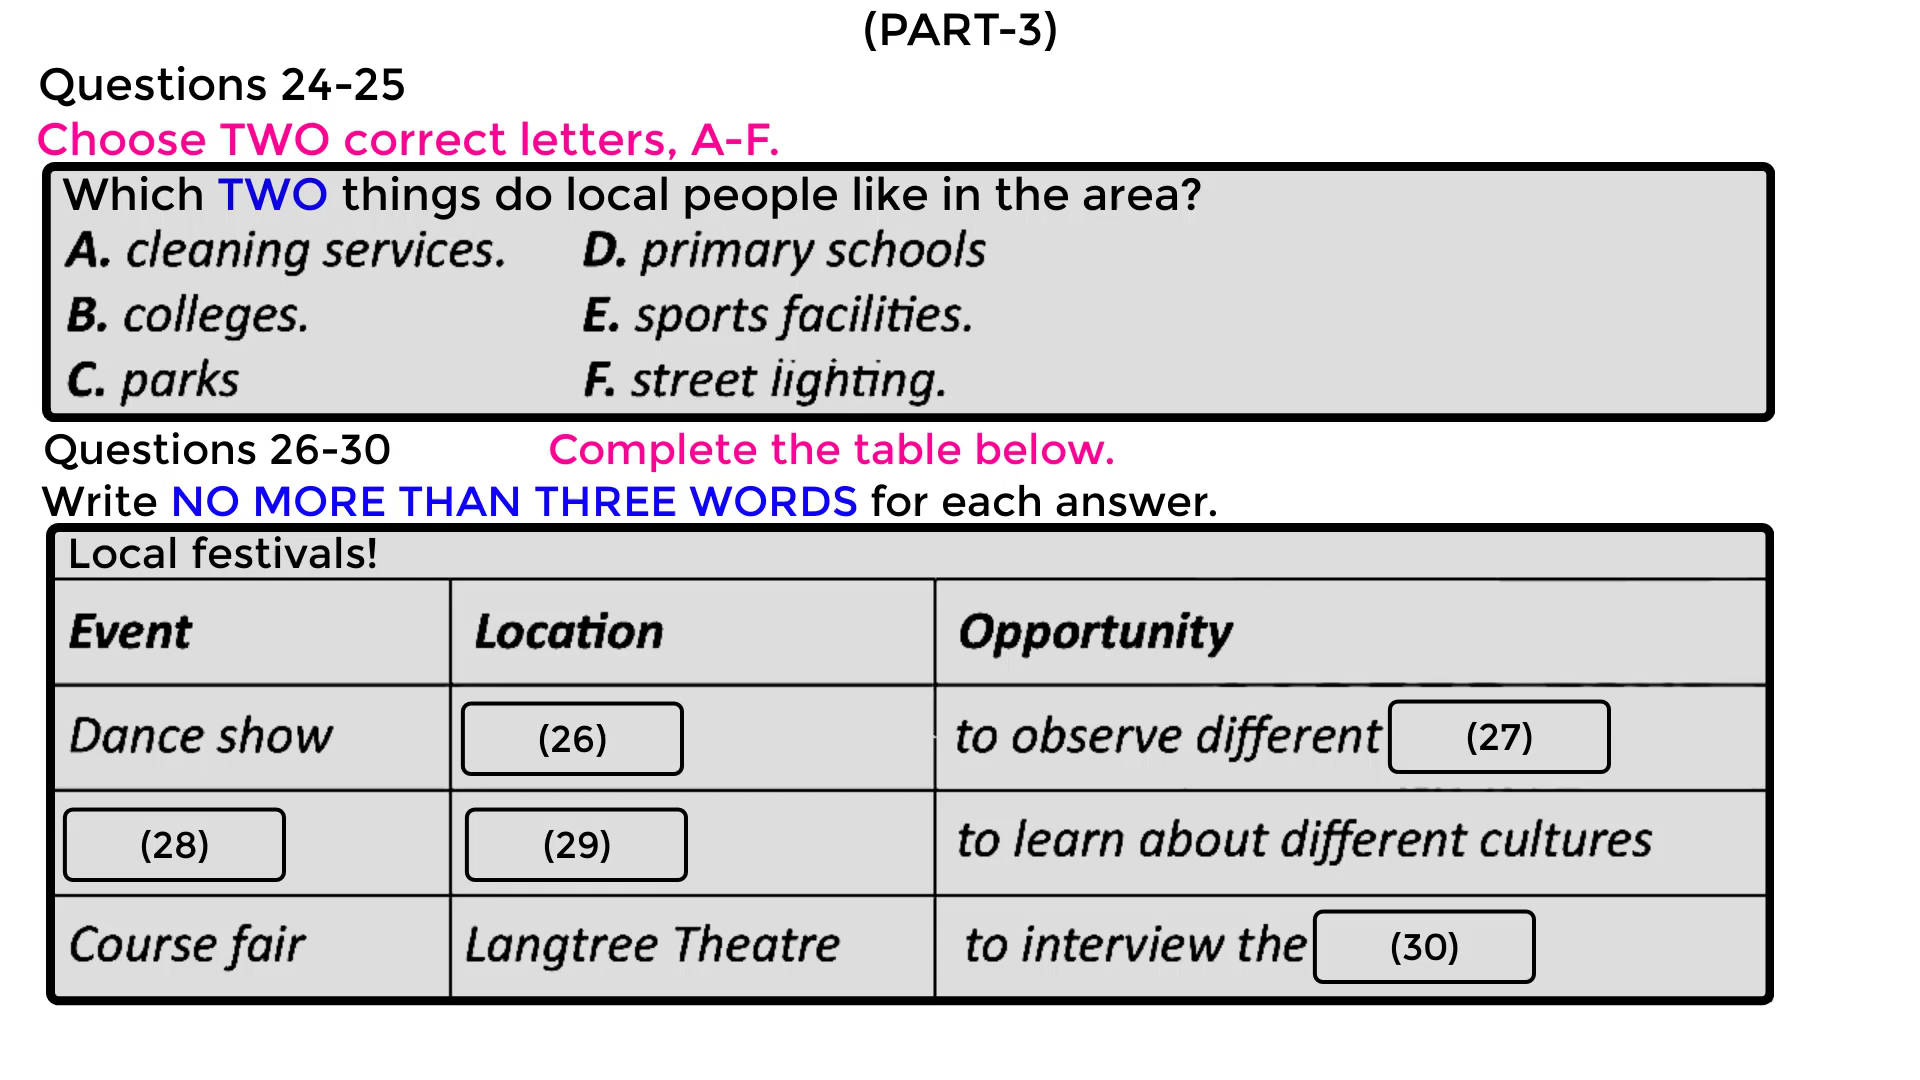 (PART-3)
Questions 24-25
Choose TWO correct letters, A-F.
Which TWO things do local people like in the area?
A. cleaning services. D. primary schools
B. colleges. E. sports facilities.
C. parks F. street lighting.
Questions 26-30 Complete the table below.
Write NO MORE THAN THREE WORDS for each answer.
Local festivals!
Event Location Opportunity
Dance show (26) to observe different (27)
(28) (29) to learn about different cultures
Course fair Langtree Theatre to interview the (30)